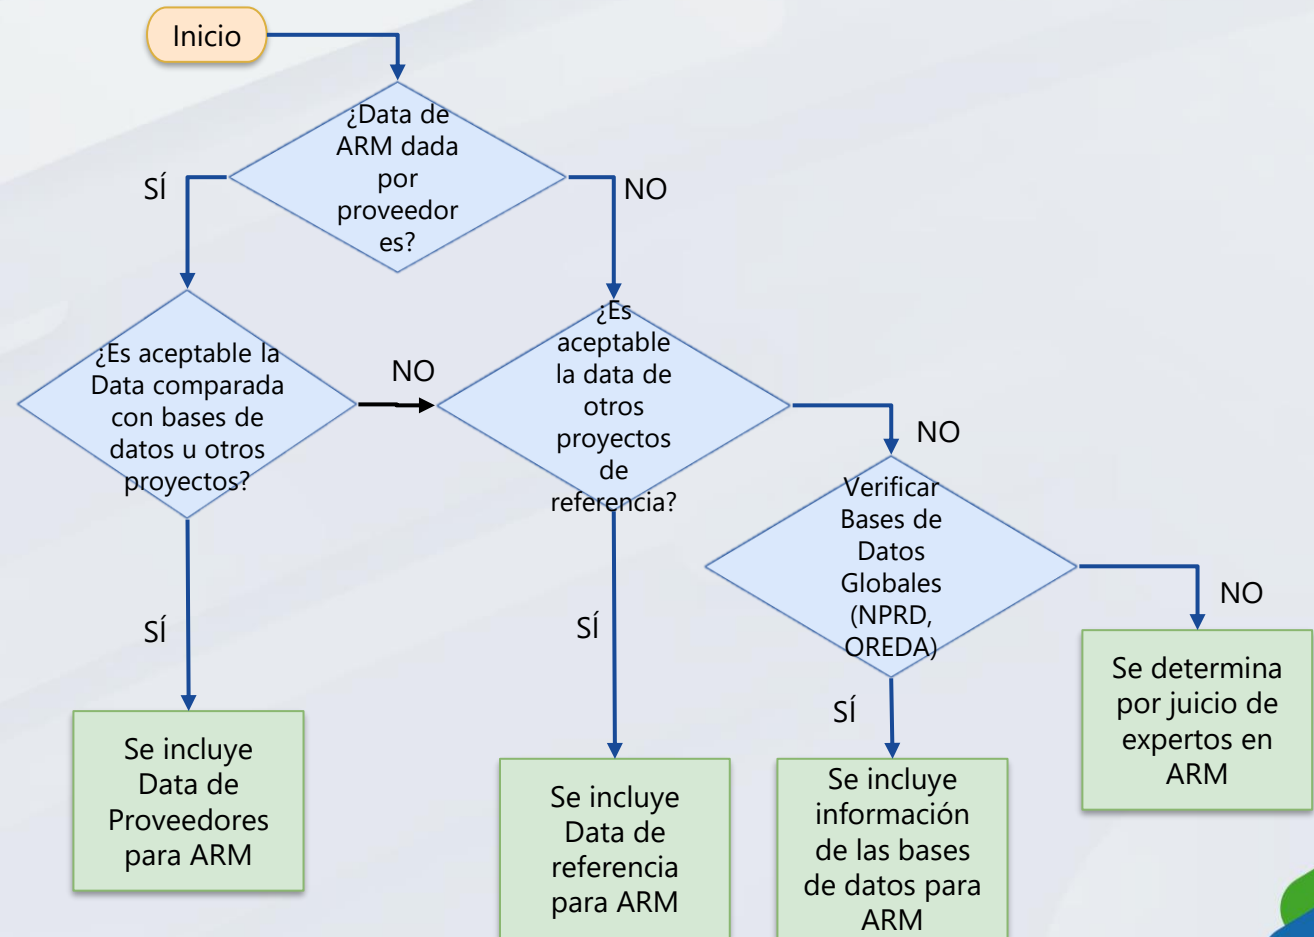 Inicio
¿Data de
ARM dada
por
proveedor
es?
SÍ
NO
¿Es aceptable la
Data comparada
con bases de
datos u otros
proyectos?
NO
¿Es
aceptable
la data de
otros
proyectos
de
referencia?
NO
Verificar
Bases de
Datos
Globales
(NPRD,
OREDA)
NO
SÍ
SÍ
SÍ
Se determina
por juicio de
expertos en
ARM
Se incluye
Data de
Proveedores
para ARM
Se incluye
Data de
referencia
para ARM
Se incluye
información
de las bases
de datos para
ARM